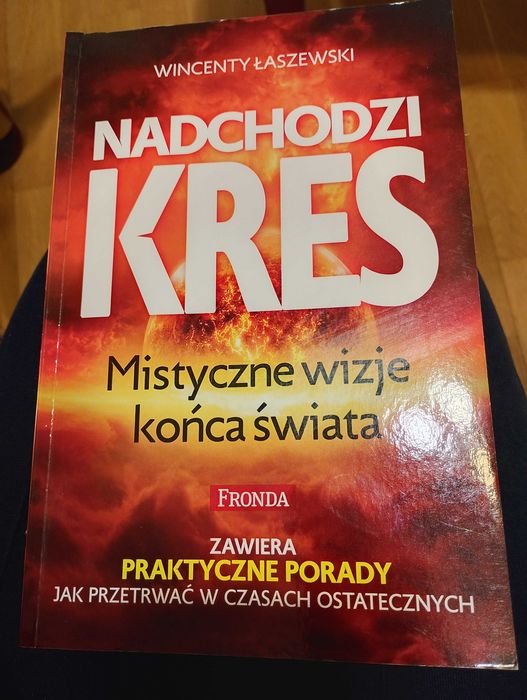 WINCENTY ŁASZEWSKI
NADCHODZI
KRES
Mistyczne wizje
końca świata
FRONDA
ZAWIERA
PRAKTYCZNE PORADY
JAK PRZETRWAĆ W CZASACH OSTATECZNYCH